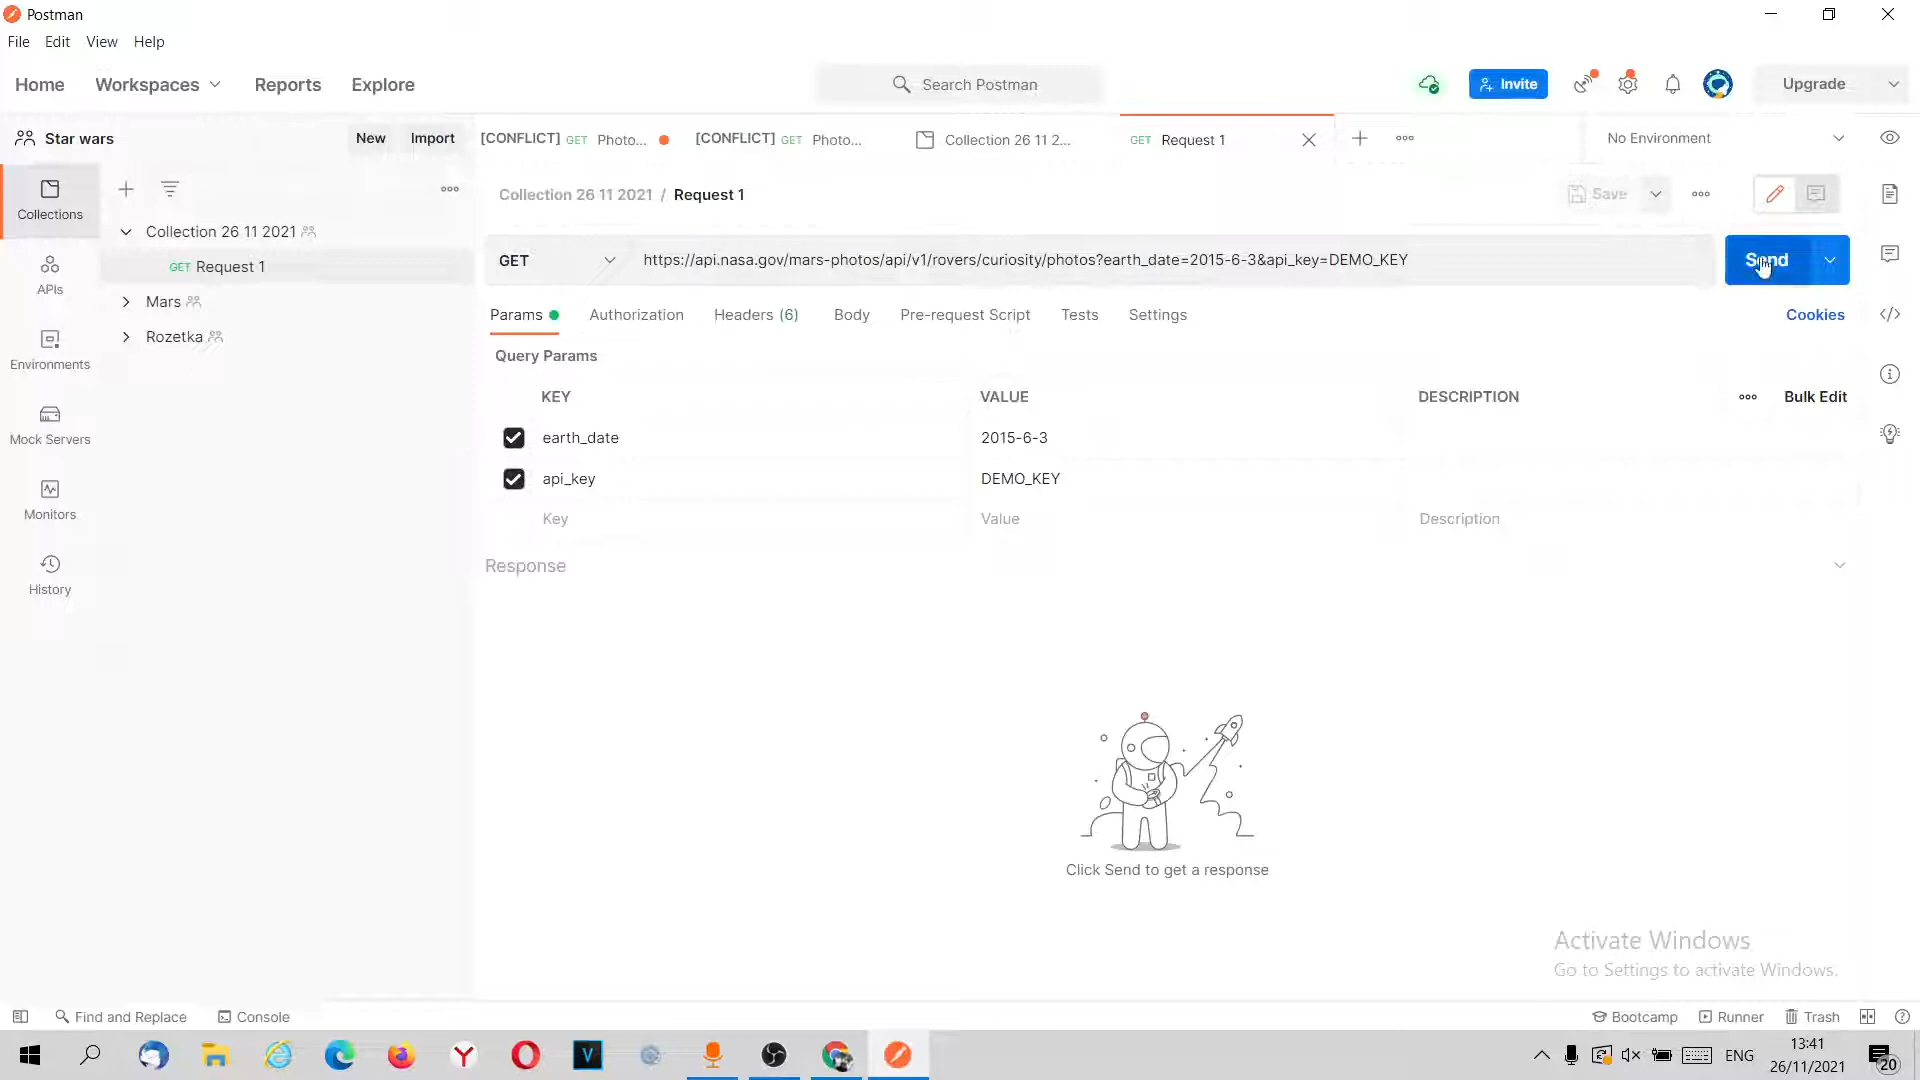 Postman
File Edit View Help
Home Workspaces Reports Explore Search Postman Invite Upgrade
Star wars New Import [CONFLICT] GET Photo... [CONFLICT] GET Photo... Collection 26 11 2... GET Request 1 No Environment
Collections
Collection 26 11 2021 / Request 1 Save
Collection 26 11 2021
GET Request 1
GET https://api.nasa.gov/mars-photos/api/v1/rovers/curiosity/photos?earth_date=2015-6-3&api_key=DEMO_KEY Send
APIs
Mars
Params Authorization Headers (6) Body Pre-request Script Tests Settings Cookies
Rozetka
Environments
Query Params
KEY VALUE DESCRIPTION Bulk Edit
Mock Servers
earth_date 2015-6-3
api_key DEMO_KEY
Monitors
Key Value Description
Response
History
Click Send to get a response
Activate Windows
Go to Settings to activate Windows.
Find and Replace Console Bootcamp Runner Trash
ENG 13:41
26/11/2021 20